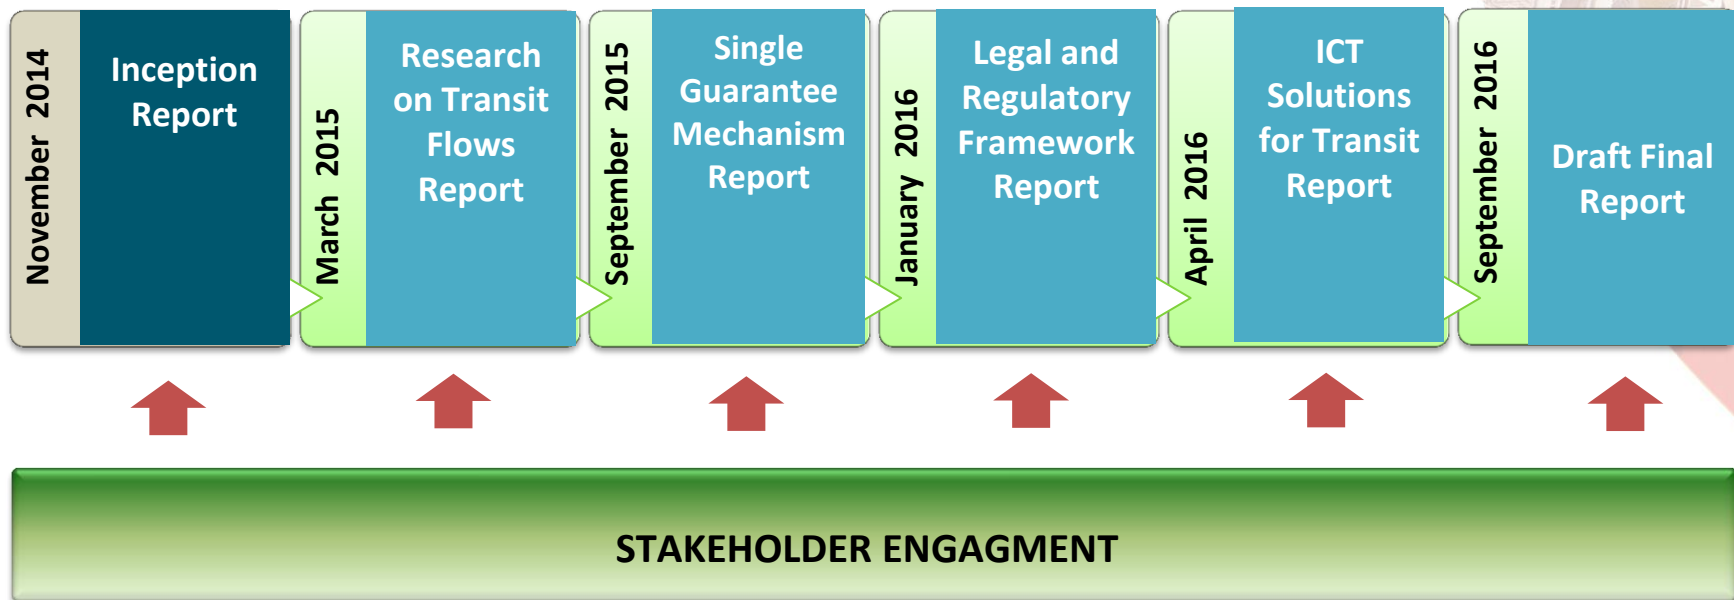 November 2014
Inception
Report
March 2015
Research
on Transit
Flows
Report
September 2015
Single
Guarantee
Mechanism
Report
January 2016
Legal and
Regulatory
Framework
Report
April 2016
ICT
Solutions
for Transit
Report
September 2016
Draft Final
Report
STAKEHOLDER ENGAGMENT